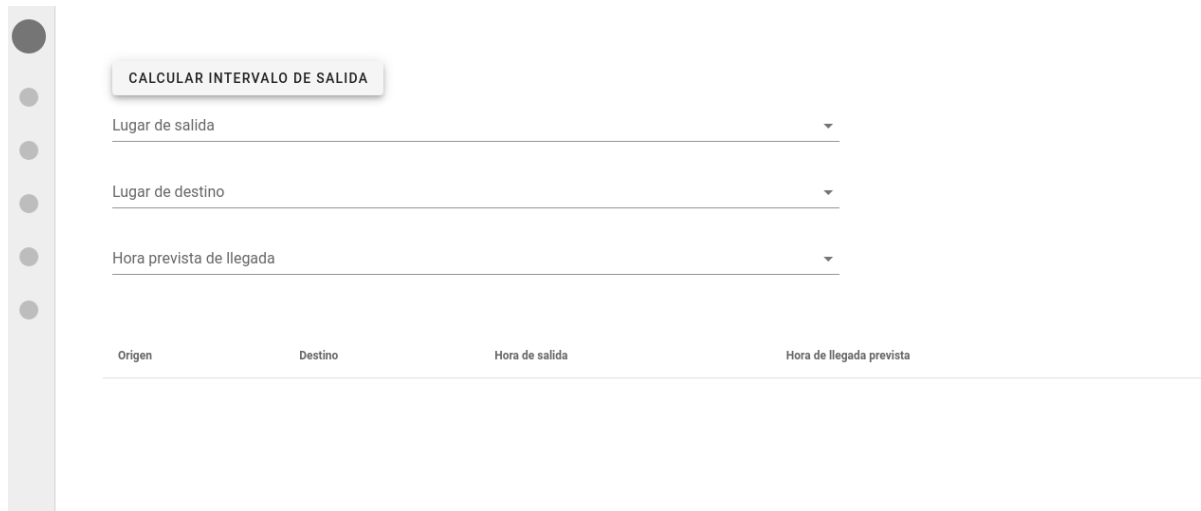 CALCULAR INTERVALO DE SALIDA
Lugar de salida
Lugar de destino
Hora prevista de llegada
Origen Destino Hora de salida Hora de llegada prevista